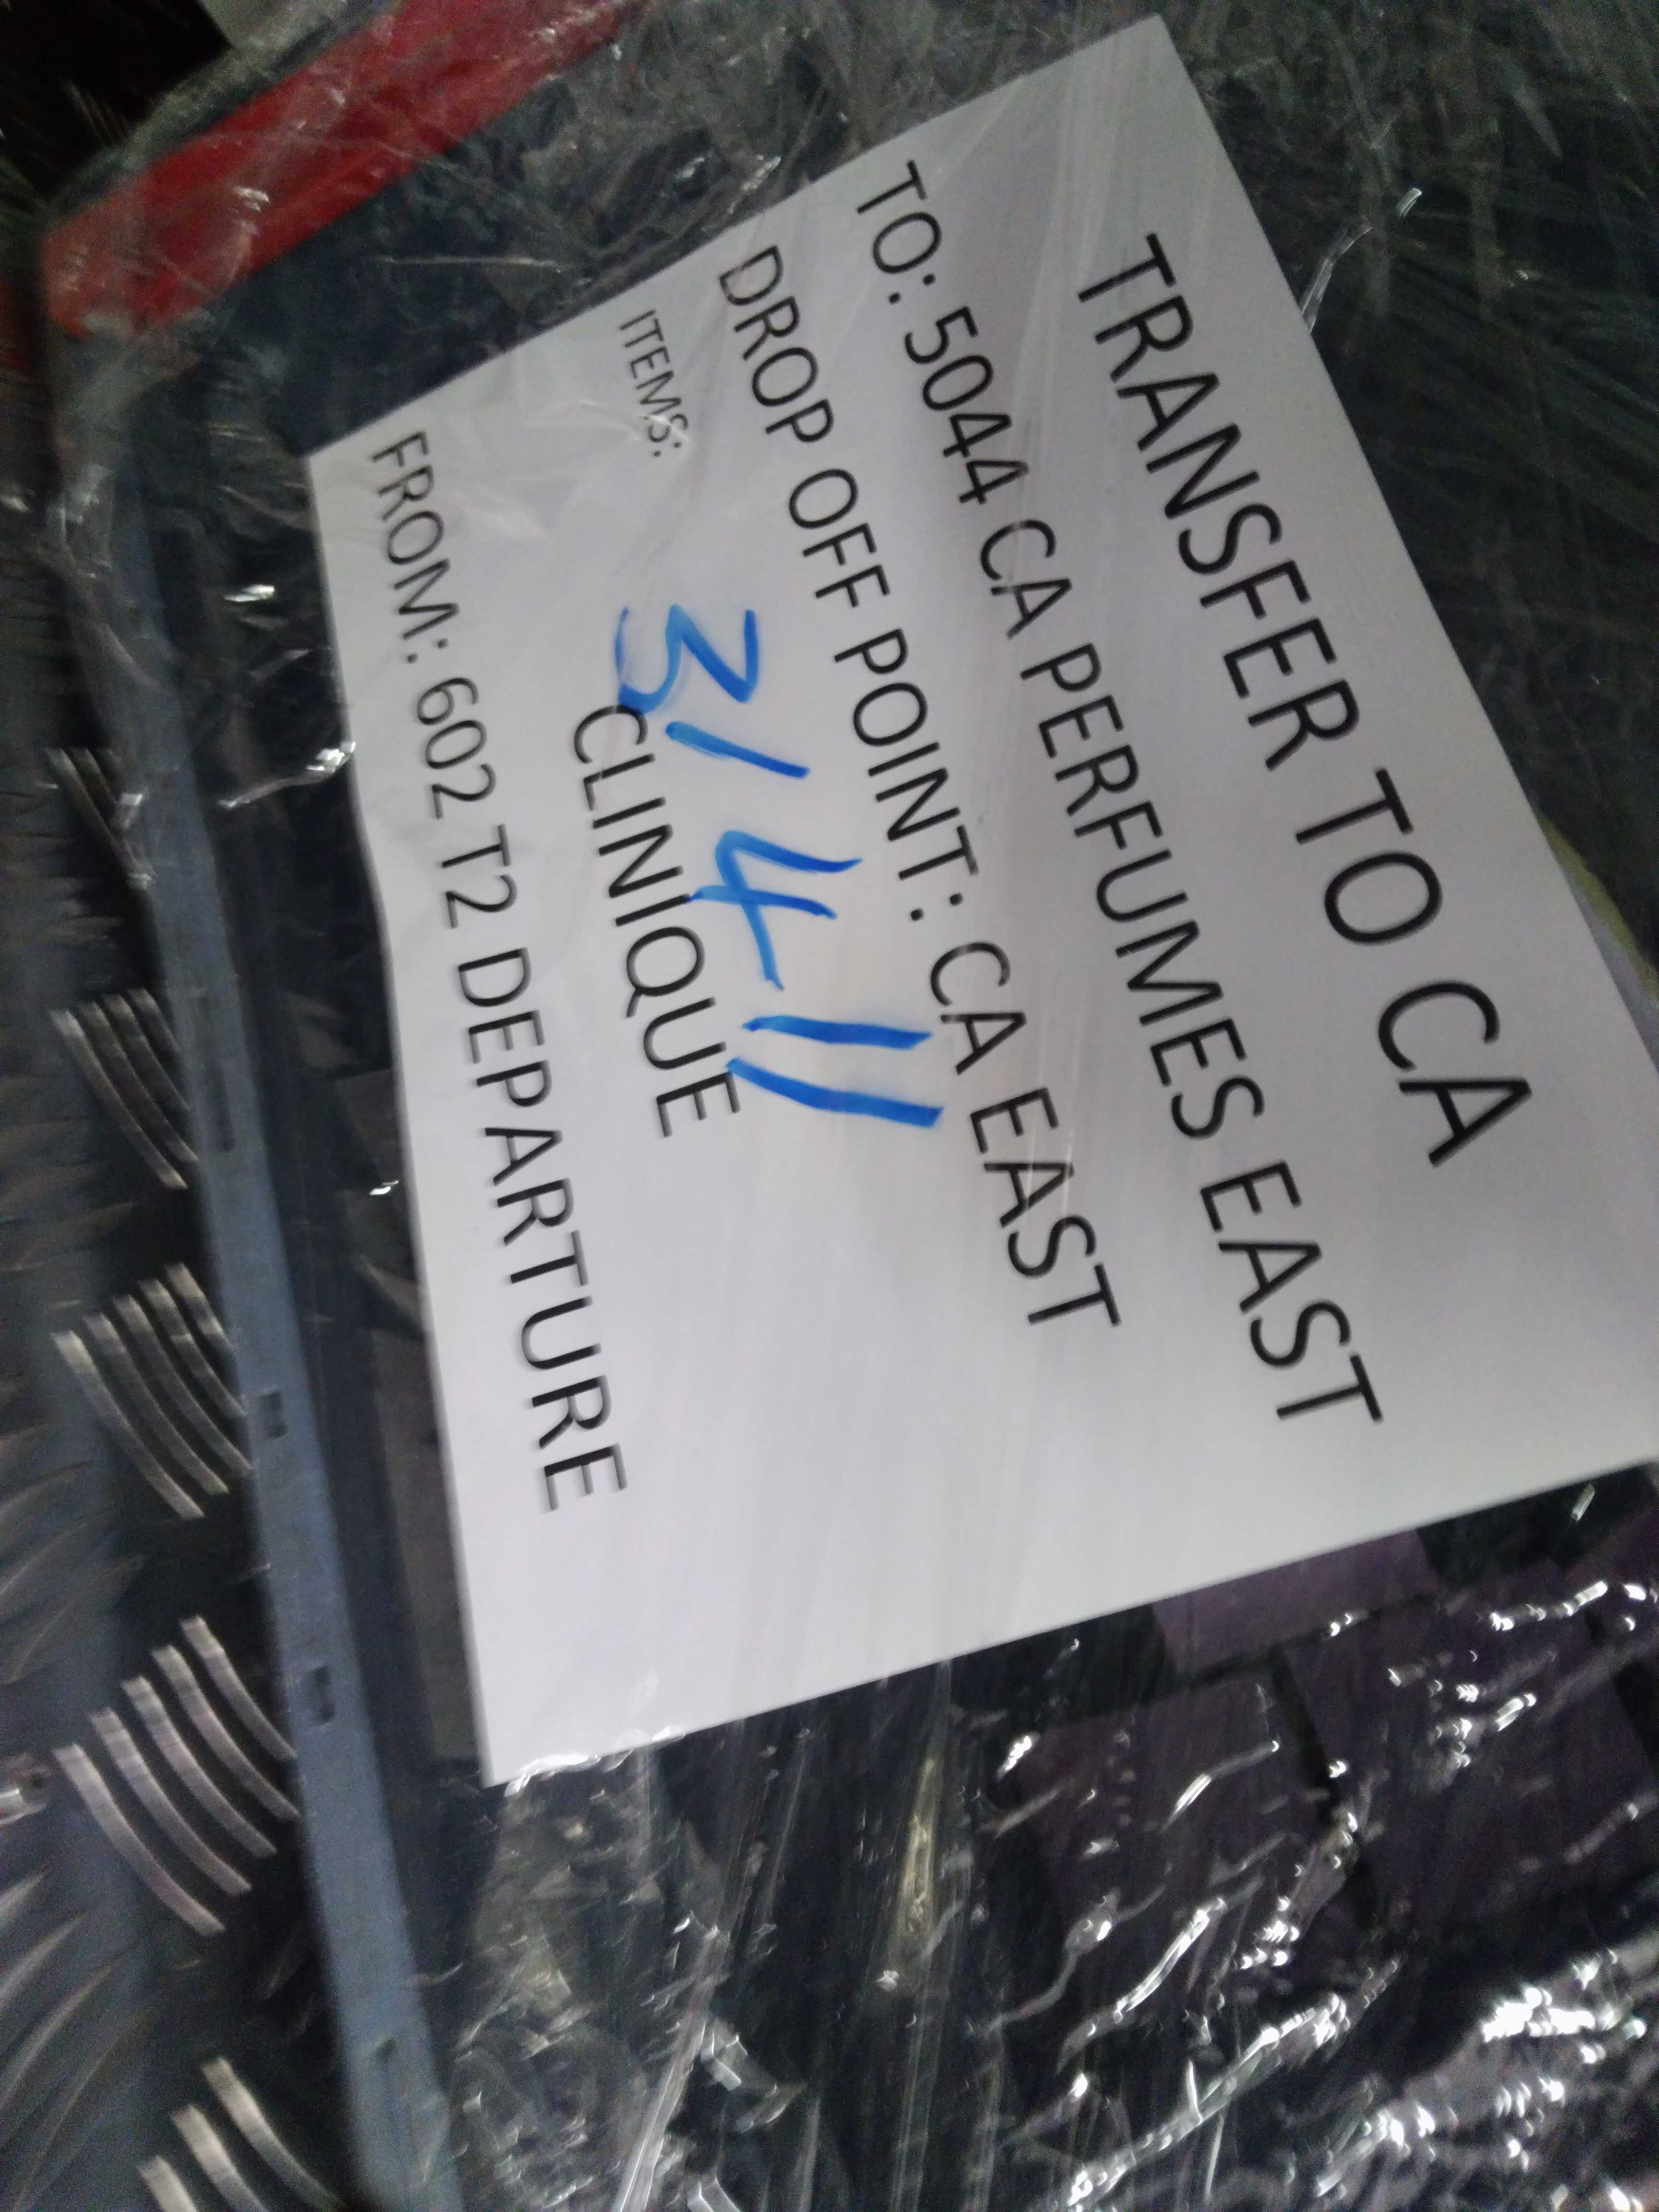 TRANSFER TO CA
TO: 5044 CA PERFUMES EAST
DROP OFF POINT: CA EAST
ITEMS:
3/4 11
CLINIQUE
FROM: 602 T2 DEPARTURE